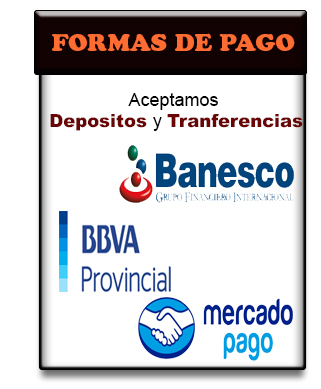 FORMAS DE PAGO
Aceptamos
Depositos y Tranferencias
Banesco
GRUPO FINANCIERO INTERNACIONAL
BBVA
Provincial
mercado
pago